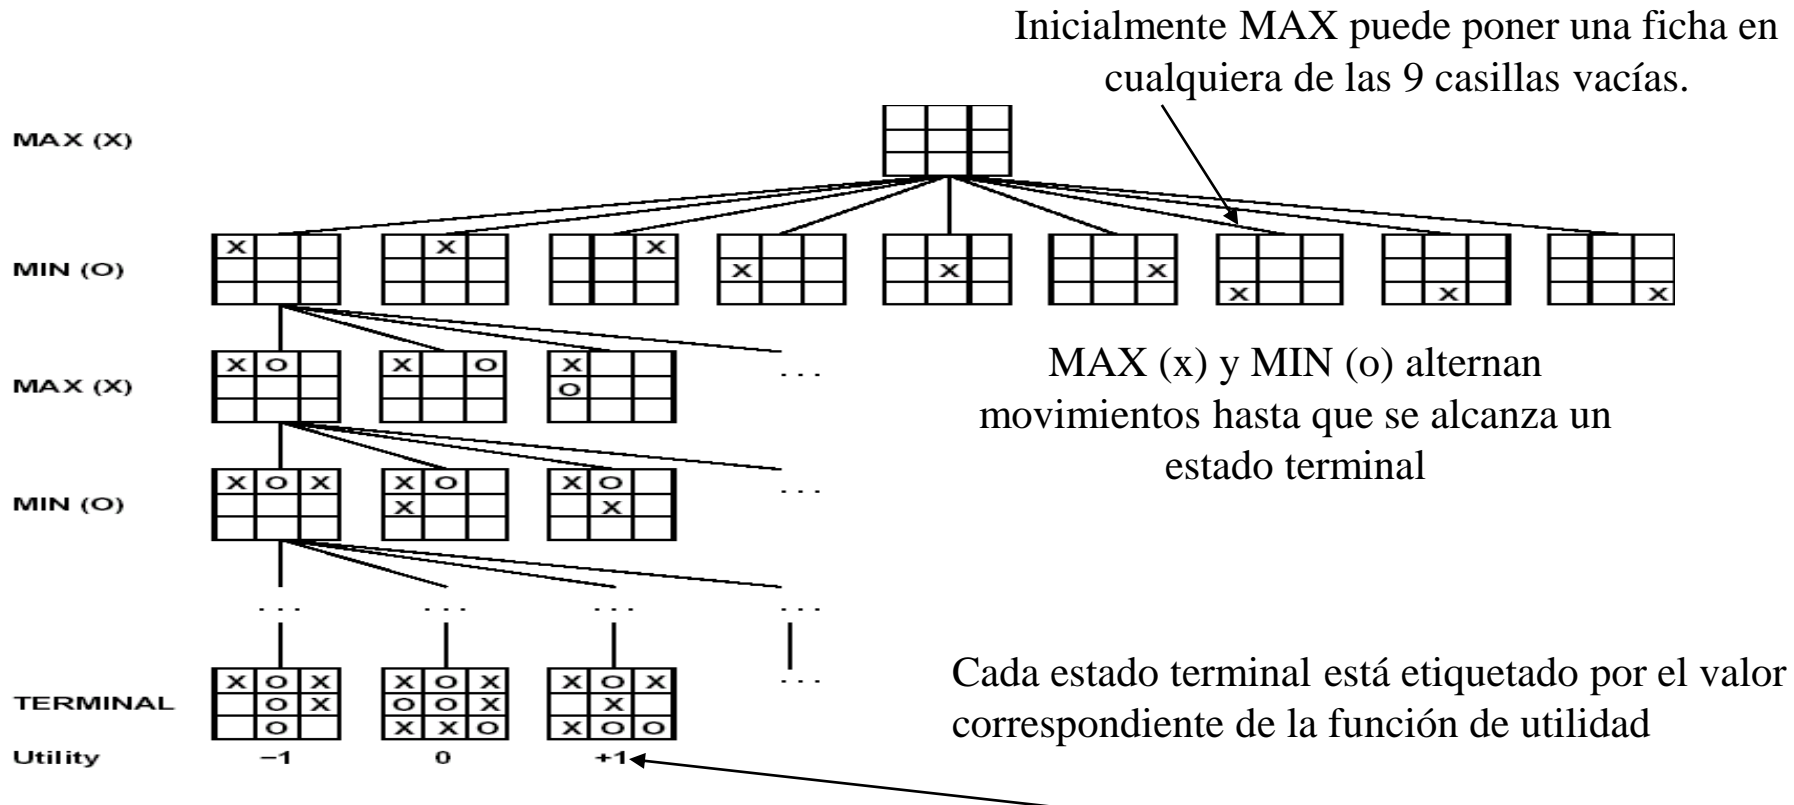 Inicialmente MAX puede poner una ficha en
cualquiera de las 9 casillas vacías.
MAX (X)
MIN (O)
X
X
X
X
X
X
X
X
X
MAX (X)
X O
X O
X
O
...
MAX (x) y MIN (o) alternan
movimientos hasta que se alcanza un
estado terminal
MIN (O)
X O X
X O
X
X O
X
...
... ... ... ...
TERMINAL
X O X
O X
O
X O X
O O X
X X O
X O X
X
X O O
...
Cada estado terminal está etiquetado por el valor
correspondiente de la función de utilidad
Utility −1 0 +1